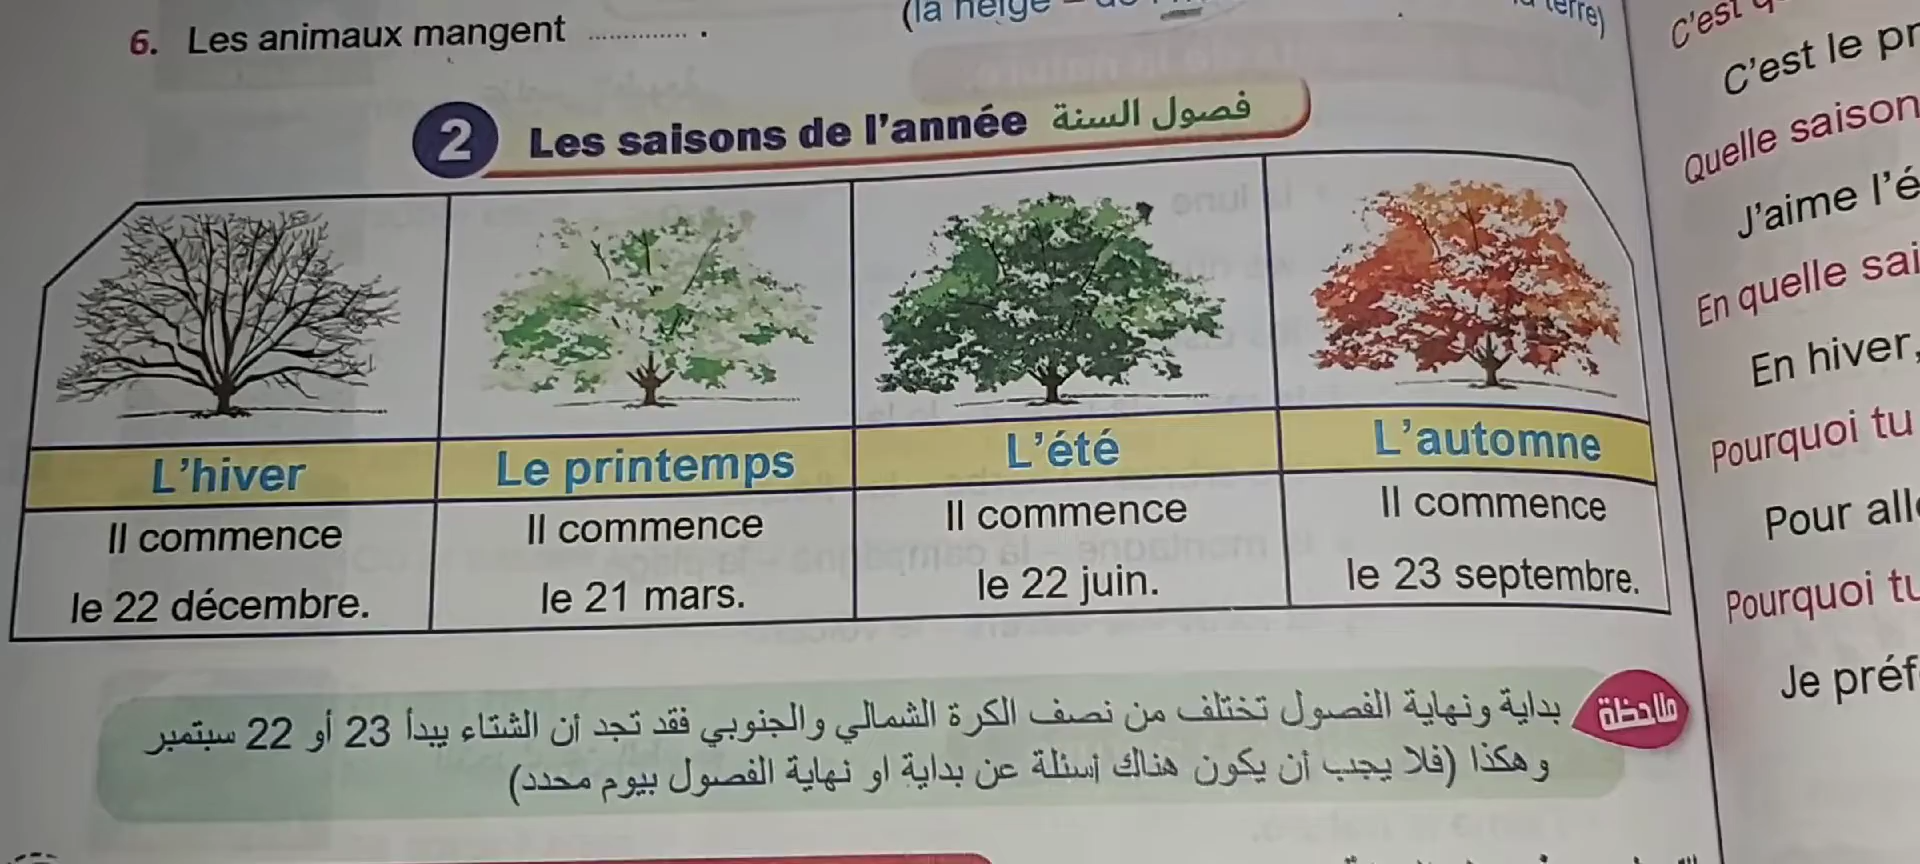 6. Les animaux mangent ............... .
(la neige
terre)
2 Les saisons de l'année فصول السنة
L'hiver
Il commence
le 22 décembre.
Le printemps
Il commence
le 21 mars.
L'été
Il commence
le 22 juin.
L'automne
Il commence
le 23 septembre.
ملاحظة
بداية ونهاية الفصول تختلف من نصف الكرة الشمالي والجنوبي فقد تجد أن الشتاء يبدأ 23 أو 22 سبتمبر
وهكذا (فلا يجب أن يكون هناك أسئلة عن بداية او نهاية الفصول بيوم محدد)
C'est
C'est le pr
Quelle saison
J'aime l'é
En quelle sai
En hiver,
Pourquoi tu
Pour all
Pourquoi tu
Je préf